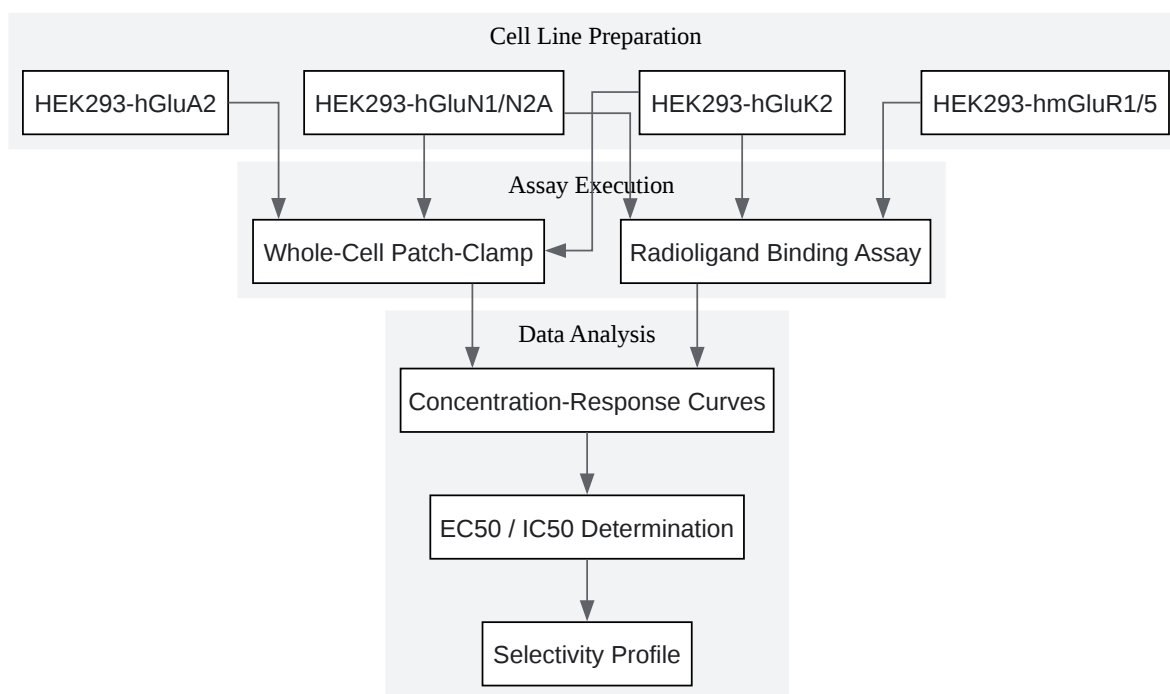 Cell Line Preparation
HEK293-hGluA2
HEK293-hGluN1/N2A
HEK293-hGluK2
HEK293-hmGluR1/5
Assay Execution
Whole-Cell Patch-Clamp
Radioligand Binding Assay
Data Analysis
Concentration-Response Curves
EC50 / IC50 Determination
Selectivity Profile